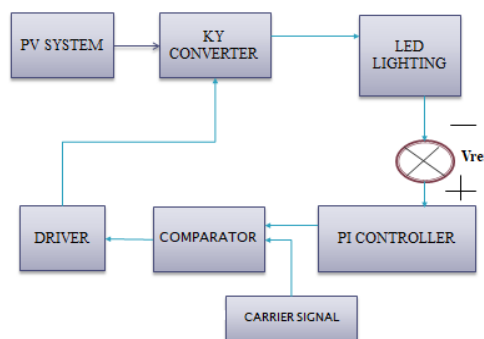 PV SYSTEM
KY
CONVERTER
LED
LIGHTING
Vre
DRIVER
COMPARATOR
PI CONTROLLER
CARRIER SIGNAL